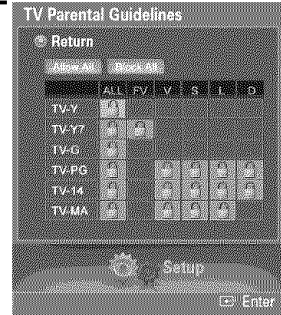 TV Parental Guidelines
Return
Allow All Block All
ALL FV V S L D
TV-Y
TV-Y7
TV-G
TV-PG
TV-14
TV-MA
Setup
Enter